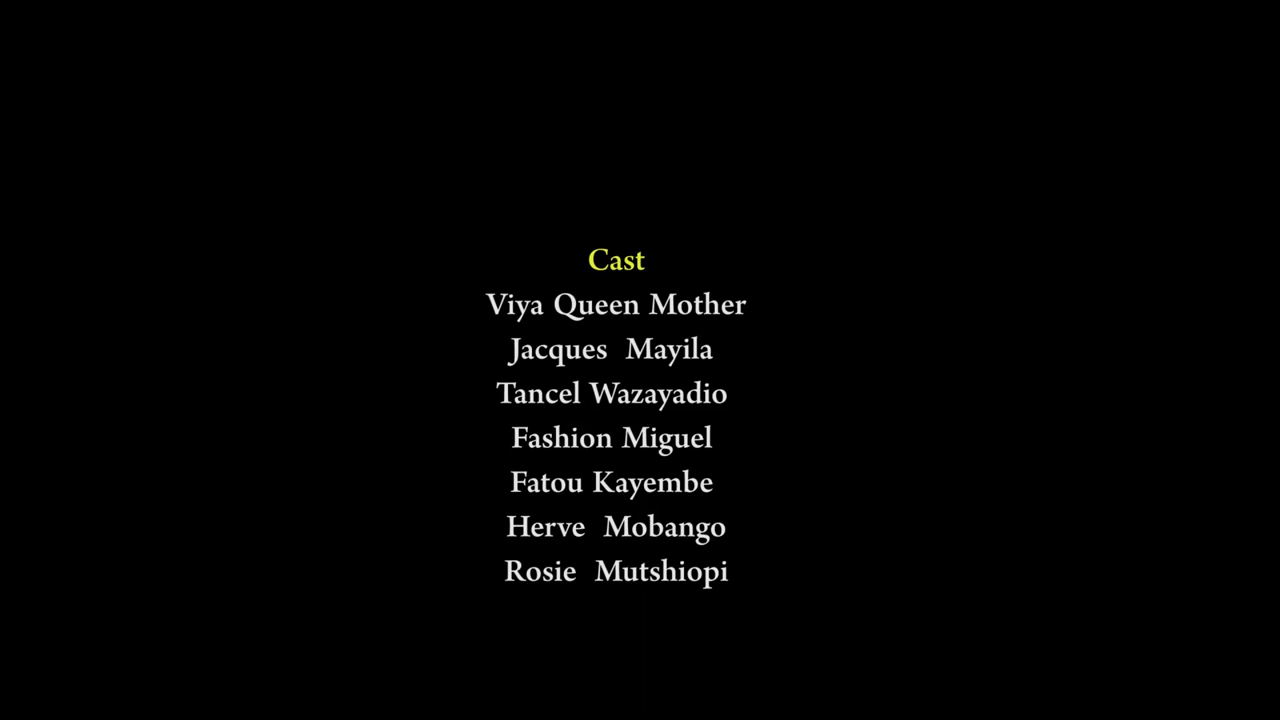 Cast
Viya Queen Mother
Jacques  Mayila
Tancel Wazayadio
Fashion Miguel
Fatou Kayembe
Herve  Mobango
Rosie  Mutshiopi